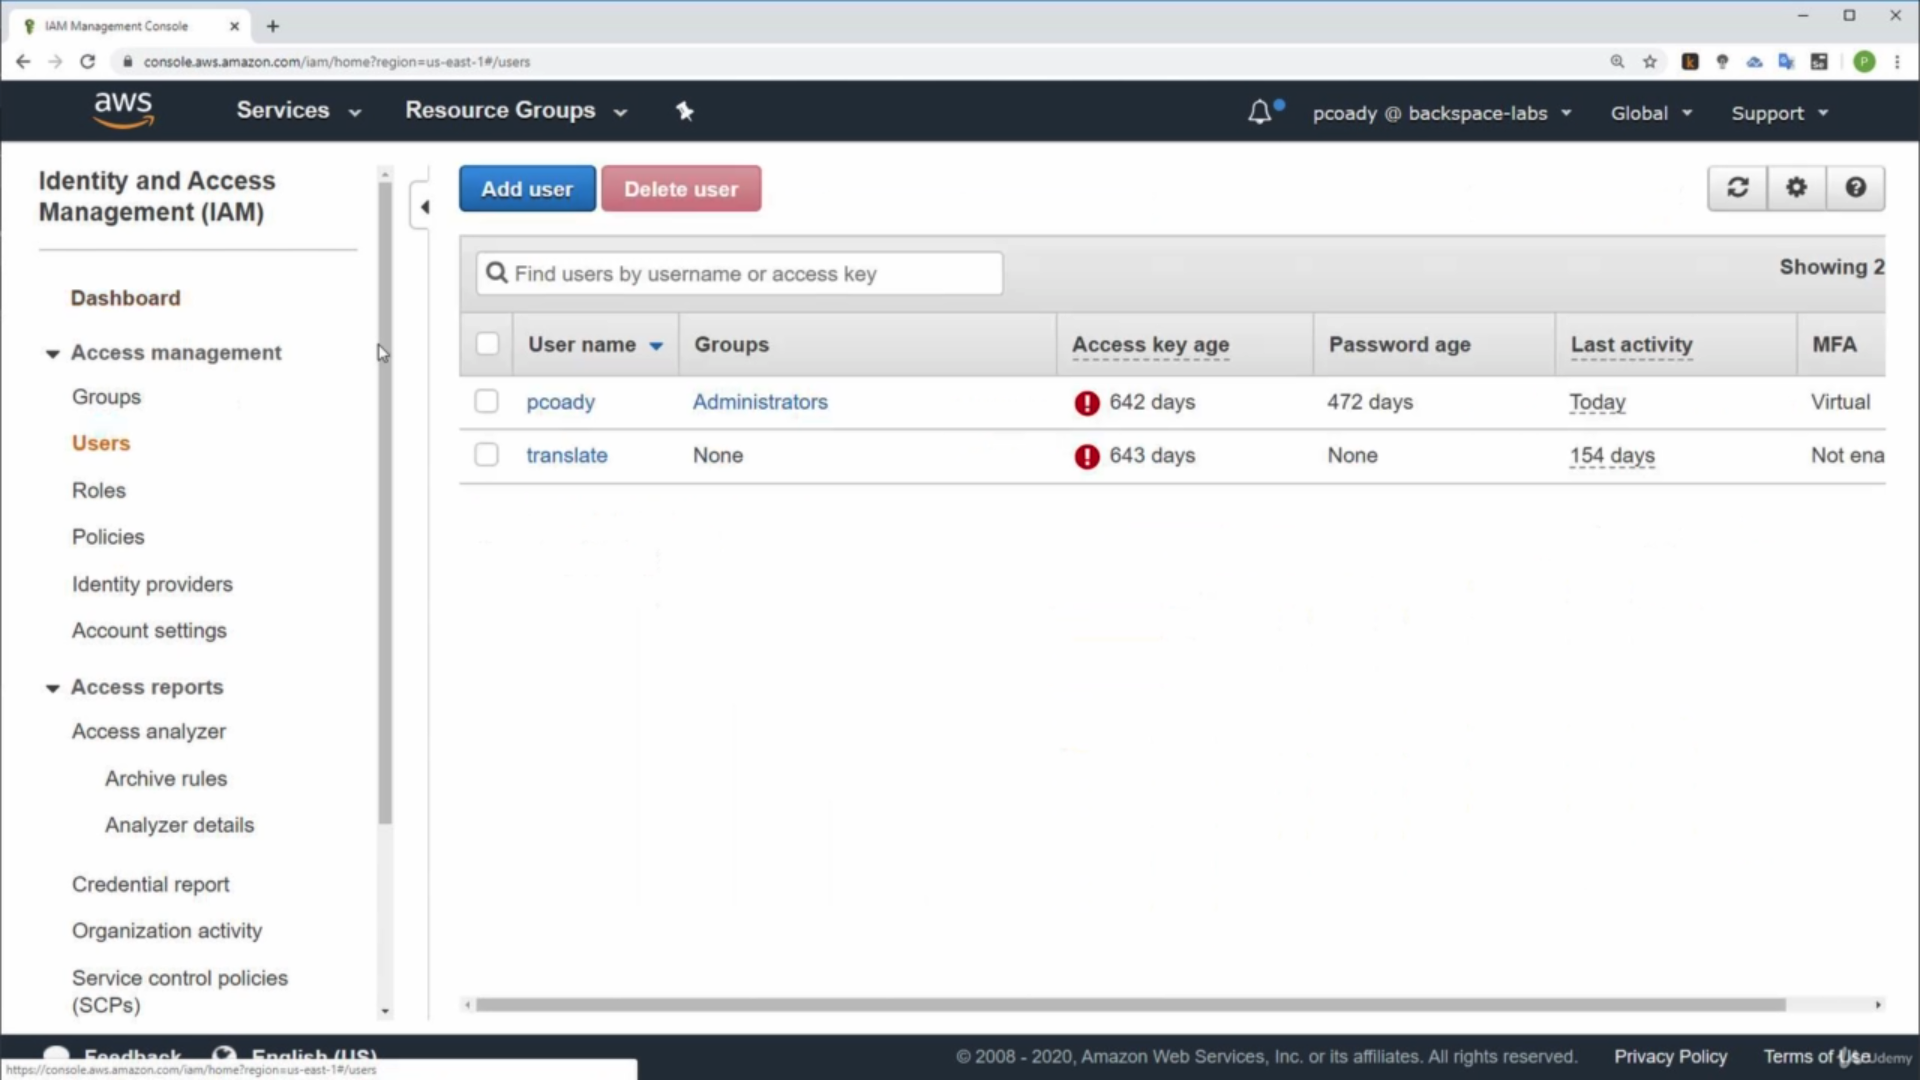 IAM Management Console
console.aws.amazon.com/iam/home?region=us-east-1#/users
aws Services Resource Groups pcoady @ backspace-labs Global Support
Identity and Access
Management (IAM)
Dashboard
Access management
Groups
Users
Roles
Policies
Identity providers
Account settings
Access reports
Access analyzer
Archive rules
Analyzer details
Credential report
Organization activity
Service control policies
(SCPs)
Add user Delete user
Find users by username or access key
Showing 2
User name Groups Access key age Password age Last activity MFA
pcoady Administrators 642 days 472 days Today Virtual
translate None 643 days None 154 days Not ena
Feedback English (US)
© 2008 - 2020, Amazon Web Services, Inc. or its affiliates. All rights reserved. Privacy Policy Terms of Use
https://console.aws.amazon.com/iam/home?region=us-east-1#/users
Udemy